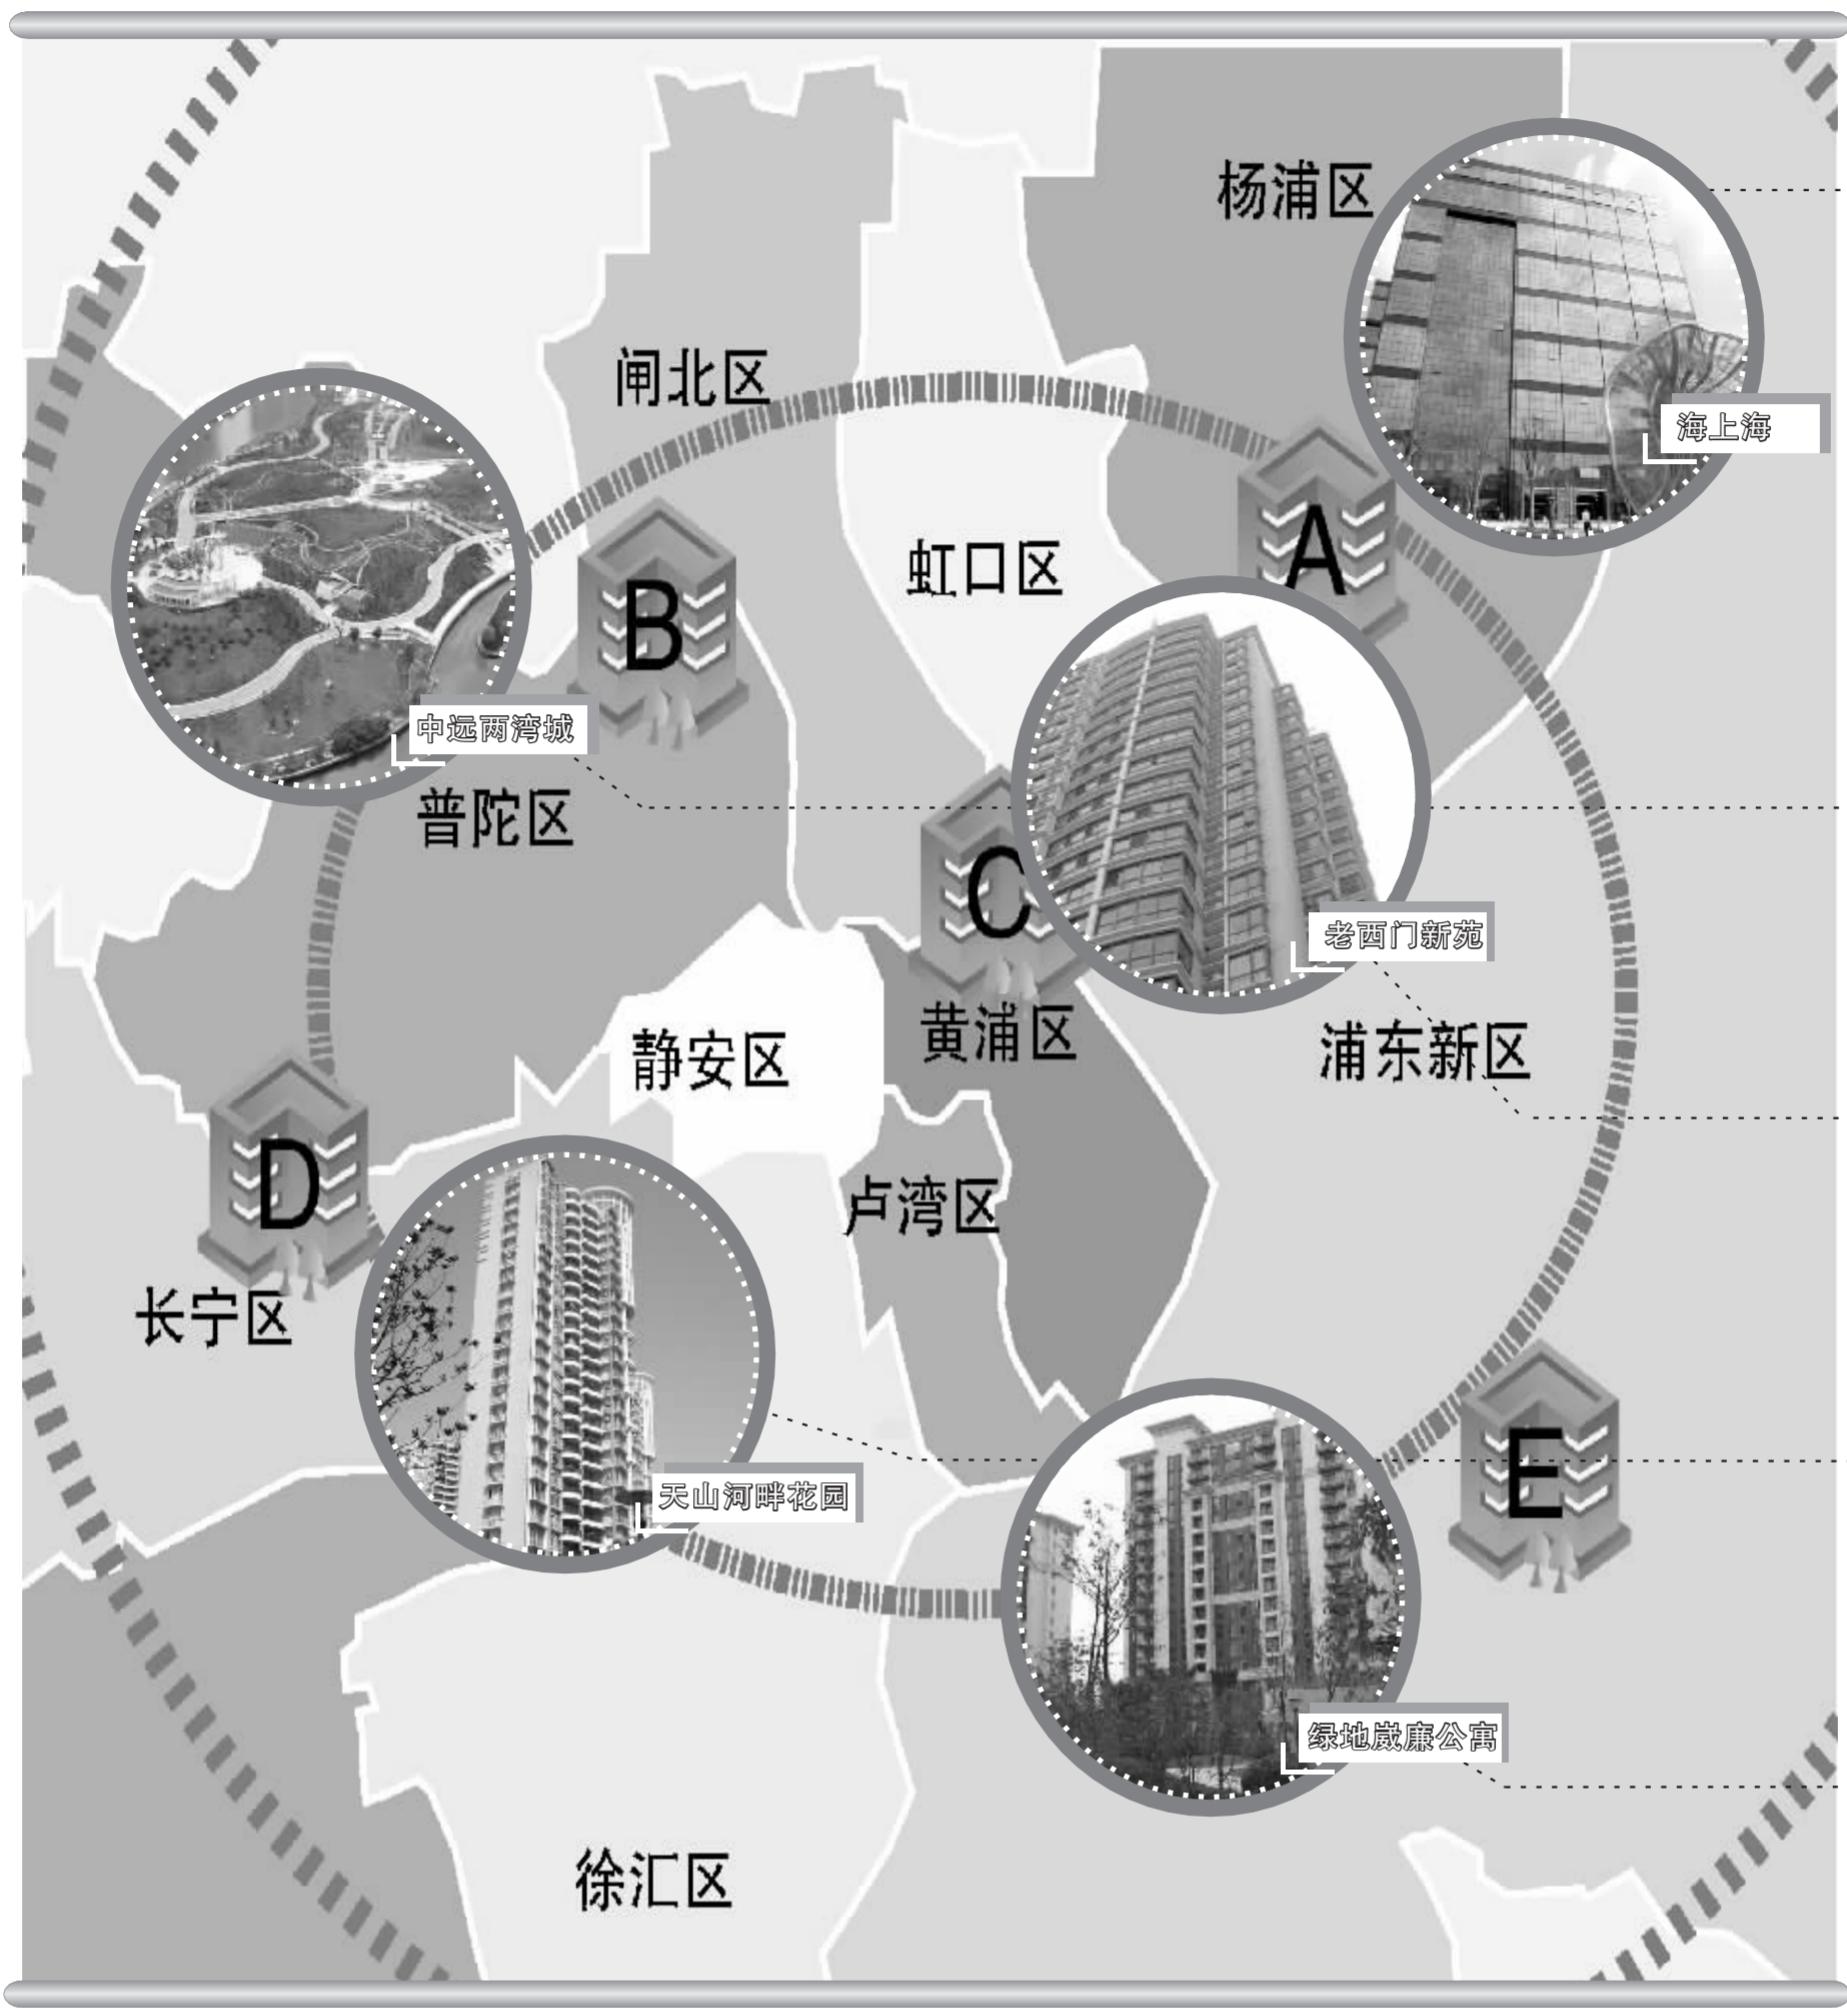 杨浦区
闸北区
海上海
A
虹口区
B
中远两湾城
普陀区
C
老西门新苑
黄浦区
静安区
浦东新区
D
卢湾区
长宁区
E
天山河畔花园
绿地崴廉公寓
徐汇区